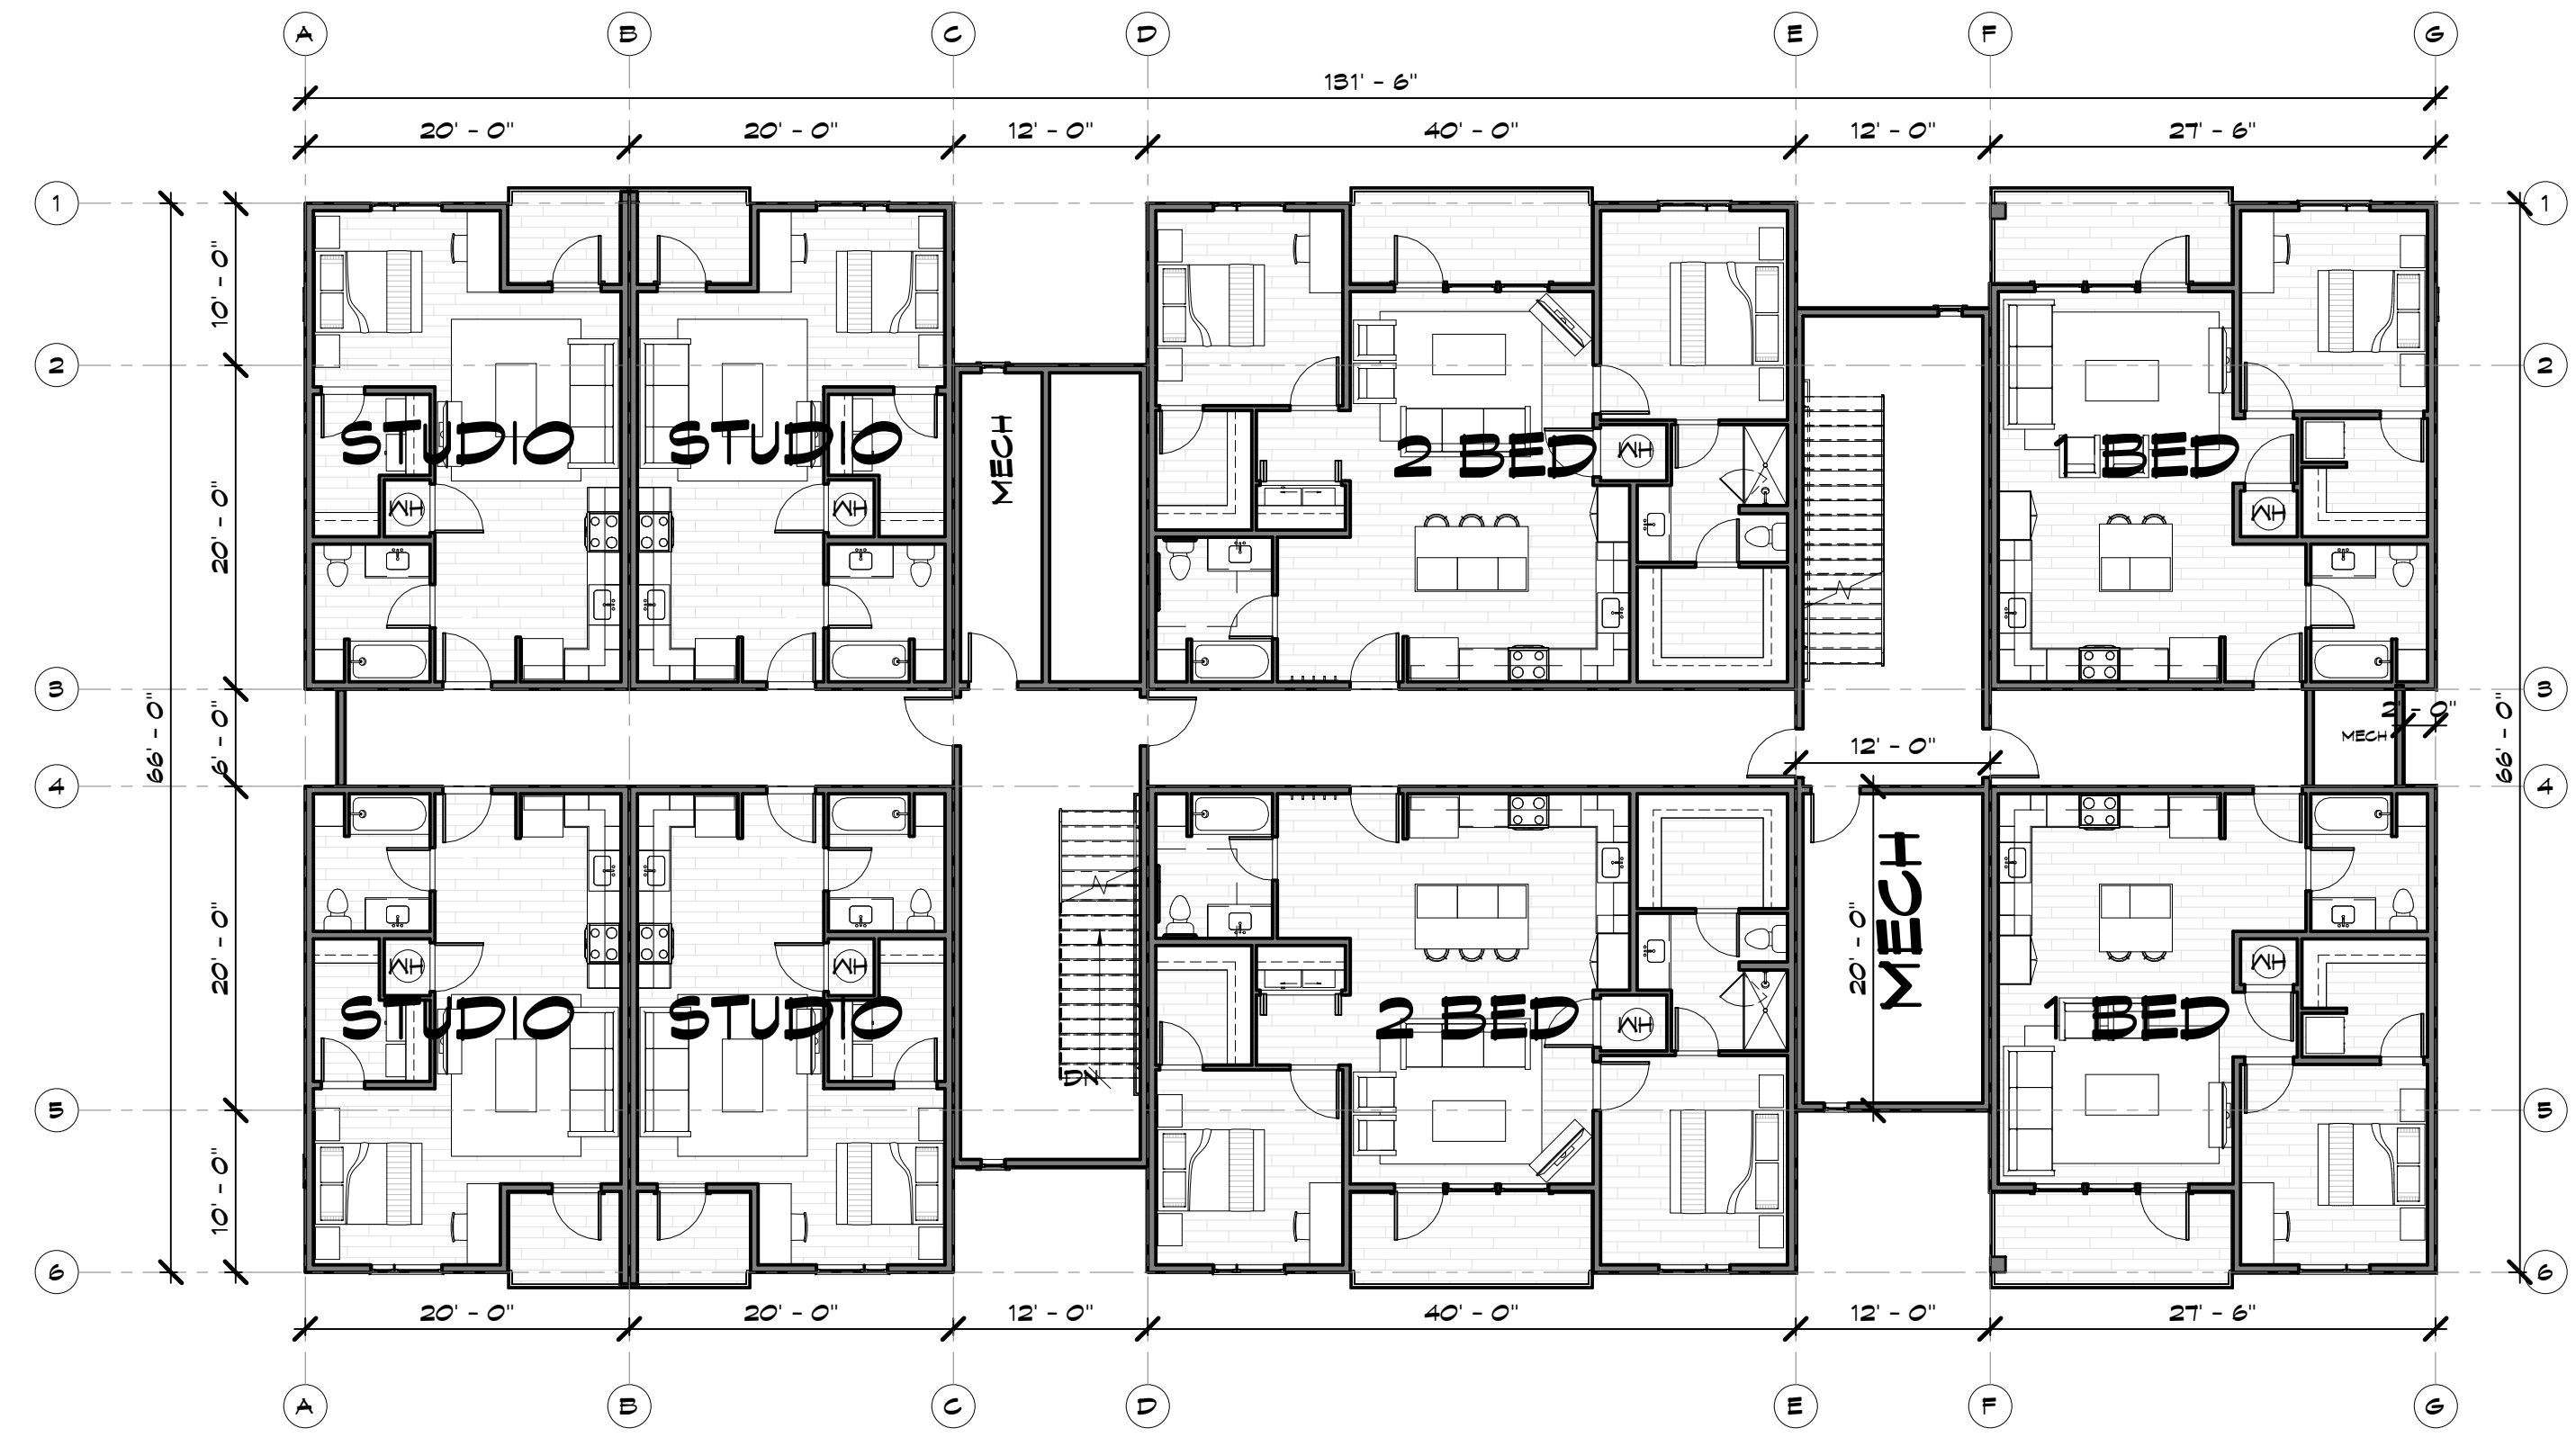 A B C D E F G
131' - 6"
20' - 0" 20' - 0" 12' - 0" 40' - 0" 12' - 0" 27' - 6"
1 1
10' - 0"
2 2
STUDIO STUDIO MECH 2 BED 1 BED
20' - 0"
WH WH WH WH
3 3
66' - 0" 6' - 0" 12' - 0" MECH 2' - 0" 66' - 0"
4 4
20' - 0" 20' - 0" MECH
WH WH WH WH
STUDIO STUDIO 2 BED 1 BED
DN
5 5
10' - 0"
6 6
20' - 0" 20' - 0" 12' - 0" 40' - 0" 12' - 0" 27' - 6"
A B C D E F G